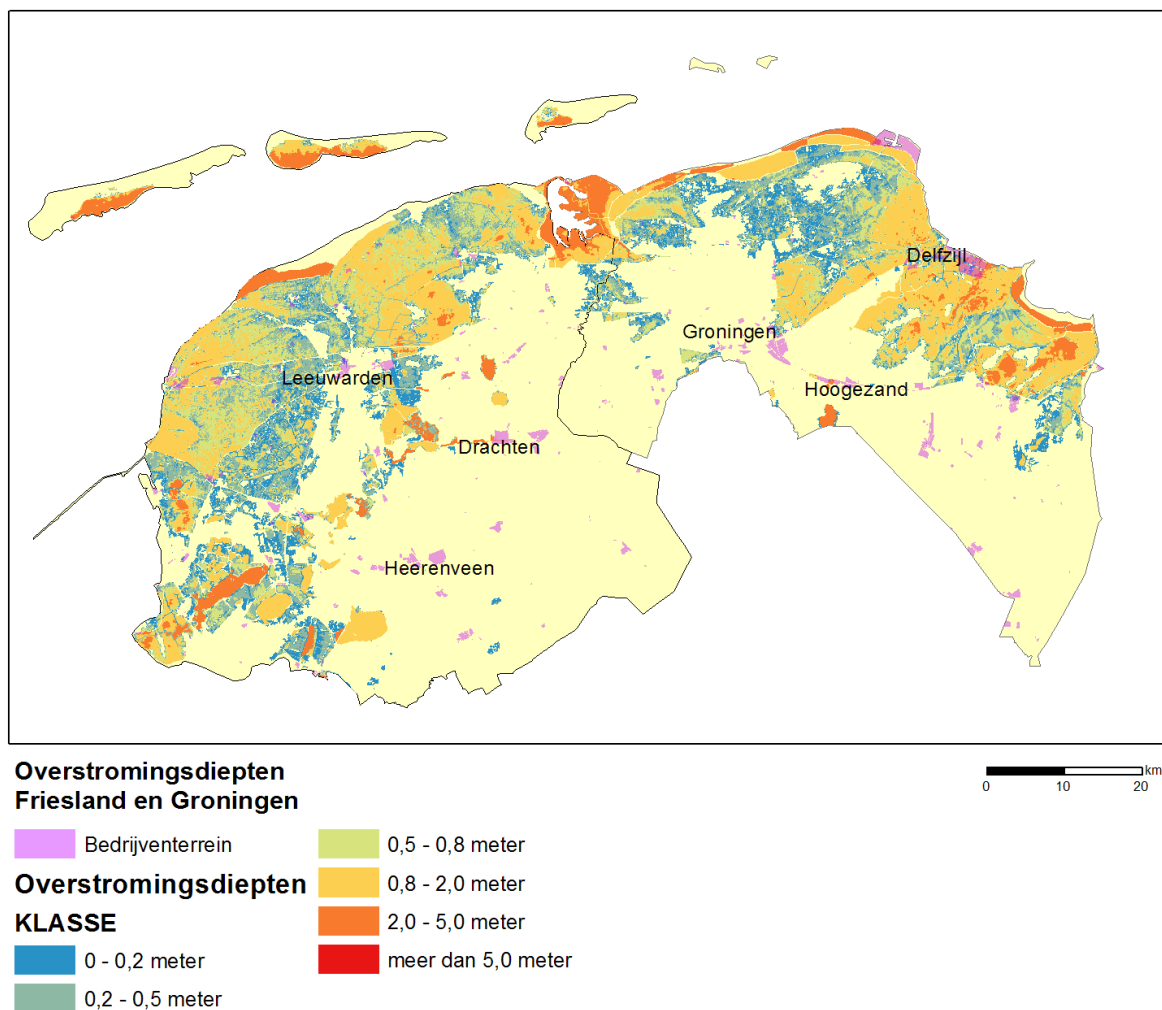 Delfzijl
Groningen
Leeuwarden
Hoogezand
Drachten
Heerenveen
Overstromingsdiepten
Friesland en Groningen
Bedrijventerrein
Overstromingsdiepten
KLASSE
0 - 0,2 meter
0,2 - 0,5 meter
0,5 - 0,8 meter
0,8 - 2,0 meter
2,0 - 5,0 meter
meer dan 5,0 meter
km
0 10 20